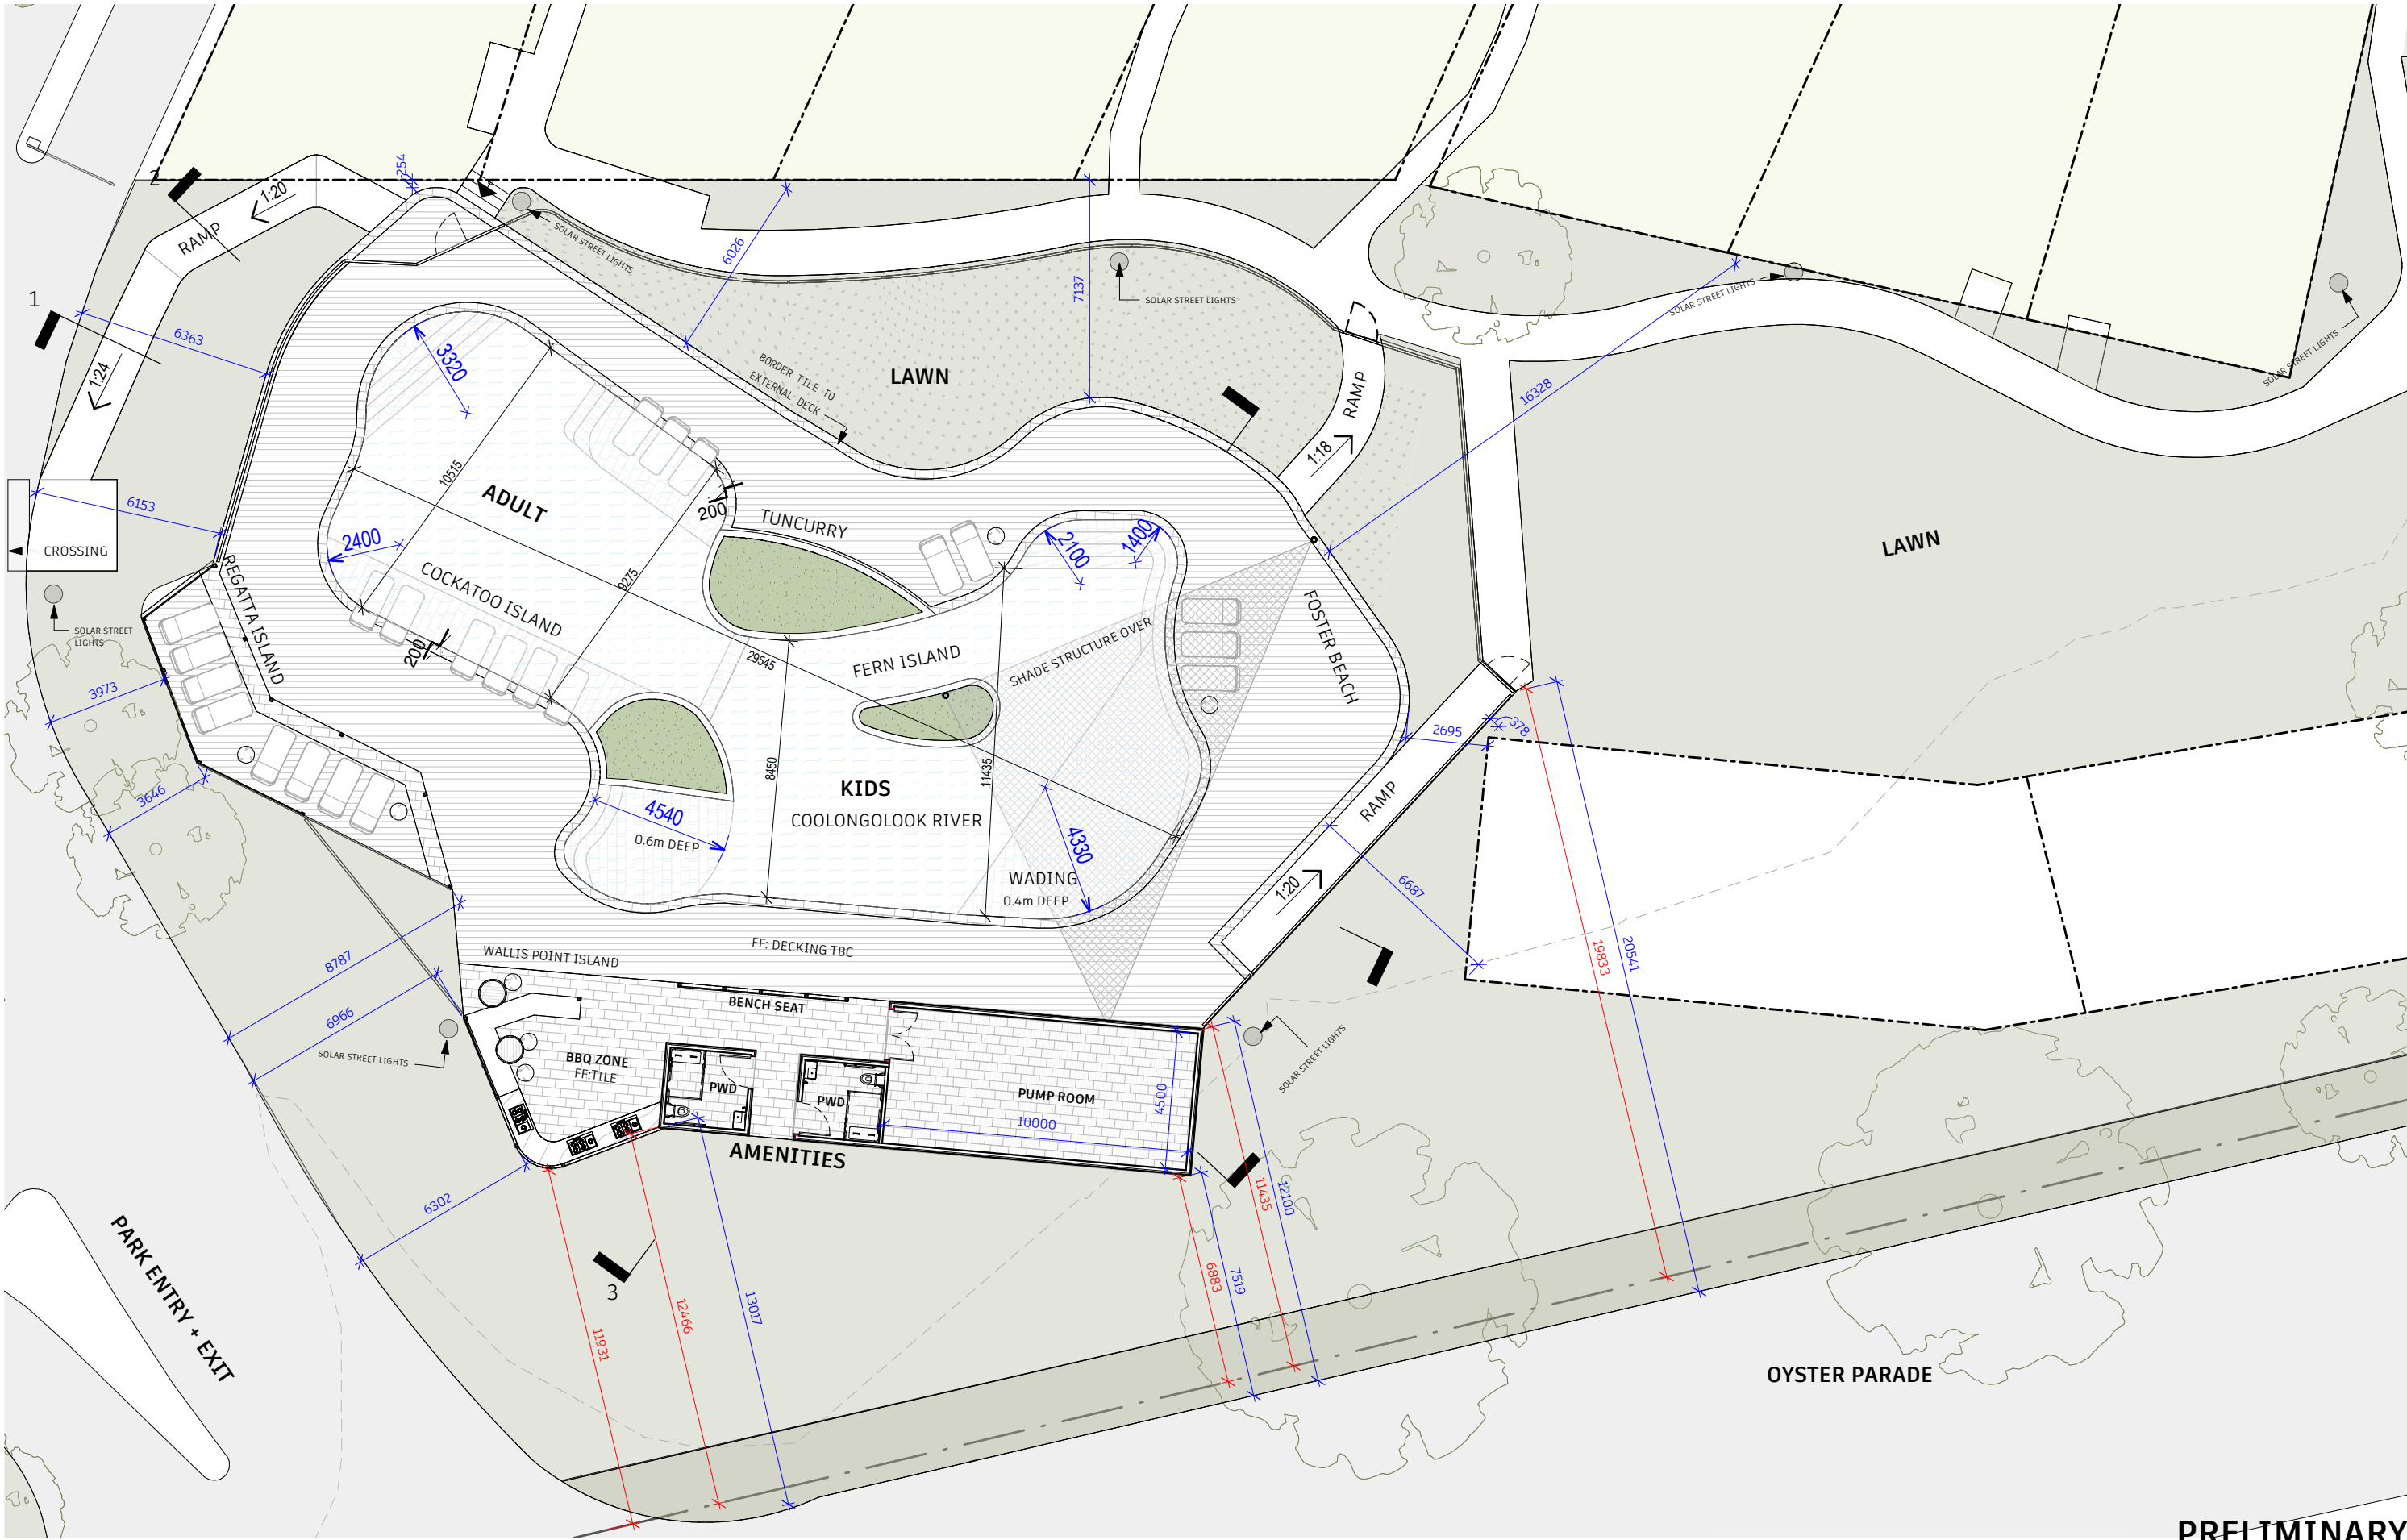 254
2
1:20
RAMP
SOLAR STREET LIGHTS
6026
7137
SOLAR STREET LIGHTS
SOLAR STREET LIGHTS
SOLAR STREET LIGHTS
1
6363
1:24
3320
BORDER TILE TO
EXTERNAL DECK
LAWN
RAMP
1:18
16328
10515
ADULT
6153
200
TUNCURRY
2400
2100
1400
CROSSING
COCKATOO ISLAND
9275
LAWN
REGATTA ISLAND
SOLAR STREET
LIGHTS
200
29545
FERN ISLAND
SHADE STRUCTURE OVER
FOSTER BEACH
3973
2695
378
3646
8450
11435
KIDS
COOLONGOLOOK RIVER
4540
0.6m DEEP
4330
RAMP
WADING
0.4m DEEP
1:20
6687
WALLIS POINT ISLAND
FF: DECKING TBC
8787
6966
19833
20541
BENCH SEAT
SOLAR STREET LIGHTS
BBQ ZONE
FF:TILE
PWD
PWD
PUMP ROOM
4500
10000
SOLAR STREET LIGHTS
AMENITIES
6302
11435
12100
6883
7519
3
12466
13017
11931
PARK ENTRY + EXIT
OYSTER PARADE
PRELIMINARY